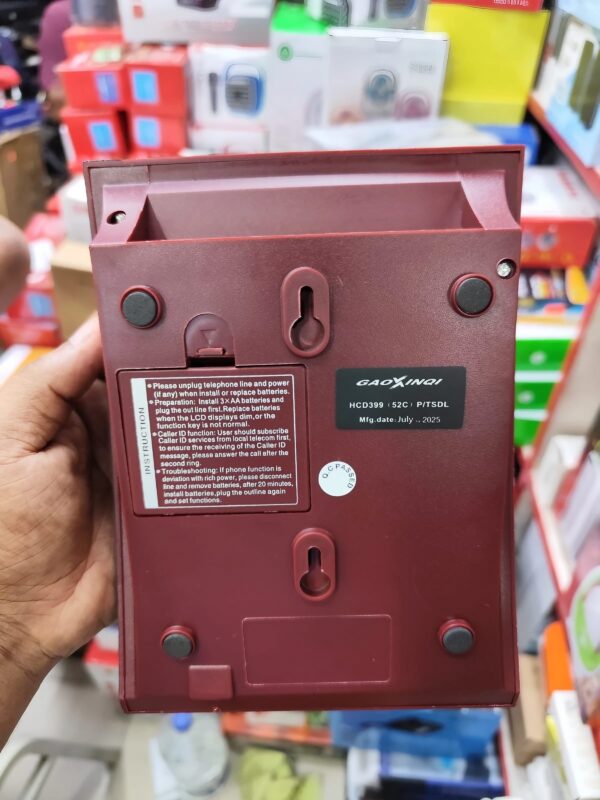 INSTRUCTION
● Please unplug telephone line and power
(if any) when install or replace batteries.
● Preparation: Install 3×AA batteries and
plug the out line first. Replace batteries
when the LCD displays dim, or the
function key is not normal.
● Caller ID function: User should subscribe
Caller ID services from local telecom first,
to ensure the receiving of the Caller ID
message, please answer the call after the
second ring.
● Troubleshooting: If phone function is
deviation with rich power, please disconnect
line and remove batteries, after 20 minutes,
install batteries,plug the outline again
and set functions.
GAOXINQI
HCD399 (52C) P/TSDL
Mfg.date: July ., 2025
Q C PASSED